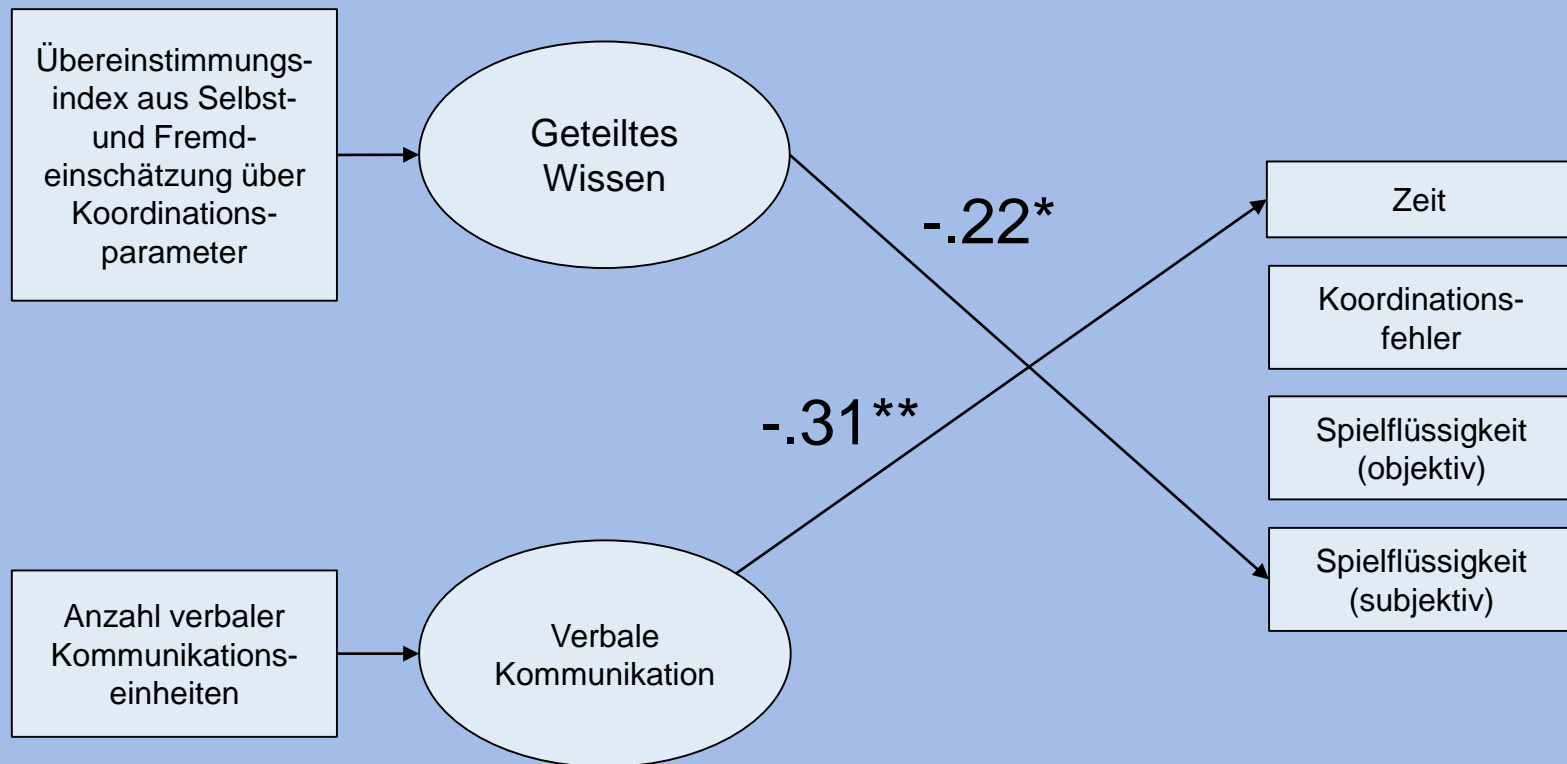 Übereinstimmungs-
index aus Selbst-
und Fremd-
einschätzung über
Koordinations-
parameter
Geteiltes
Wissen
-.22*
Zeit
Koordinations-
fehler
-.31**
Spielflüssigkeit
(objektiv)
Spielflüssigkeit
(subjektiv)
Anzahl verbaler
Kommunikations-
einheiten
Verbale
Kommunikation